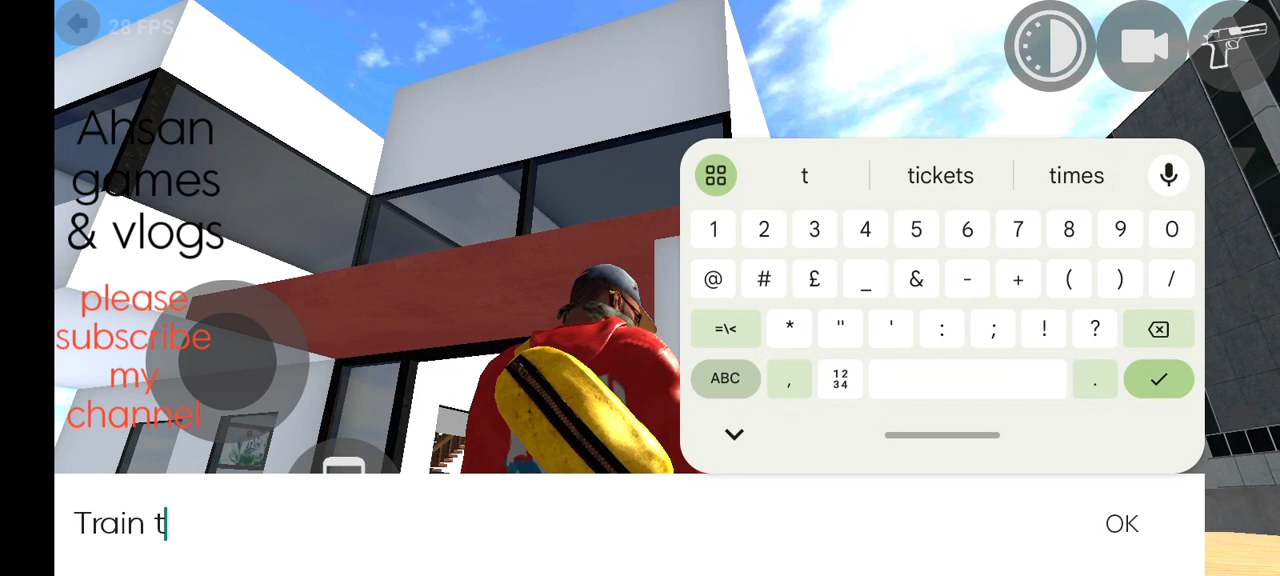 28 FPS
Ahsan
games
& vlogs
please
subscribe
my
channel
t tickets times
1 2 3 4 5 6 7 8 9 0
@ # £ _ & - + ( ) /
=\< * " ' : ; ! ?
ABC , 12 34 .
Train t
OK